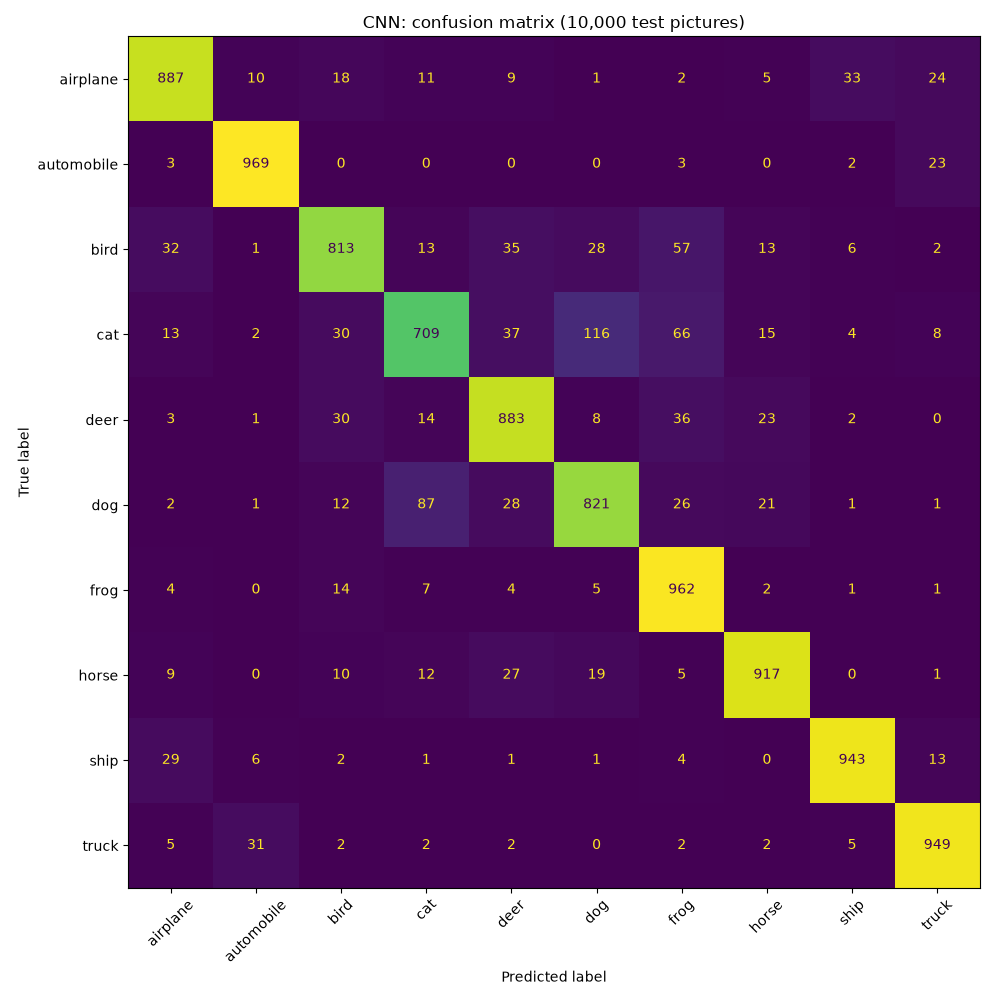 CNN: confusion matrix (10,000 test pictures)
airplane 887 10 18 11 9 1 2 5 33 24
automobile 3 969 0 0 0 0 3 0 2 23
bird 32 1 813 13 35 28 57 13 6 2
cat 13 2 30 709 37 116 66 15 4 8
deer 3 1 30 14 883 8 36 23 2 0
dog 2 1 12 87 28 821 26 21 1 1
frog 4 0 14 7 4 5 962 2 1 1
horse 9 0 10 12 27 19 5 917 0 1
ship 29 6 2 1 1 1 4 0 943 13
truck 5 31 2 2 2 0 2 2 5 949
True label
airplane automobile bird cat deer dog frog horse ship truck
Predicted label